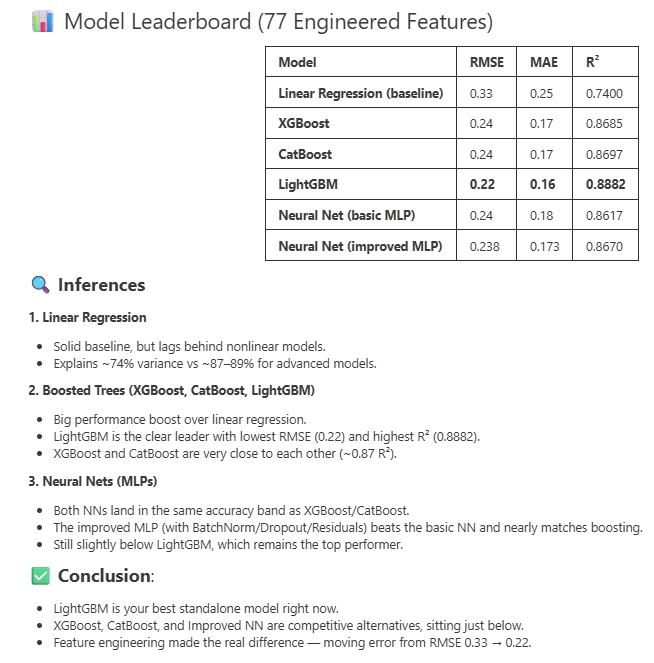 📊 Model Leaderboard (77 Engineered Features)
Model RMSE MAE R²
Linear Regression (baseline) 0.33 0.25 0.7400
XGBoost 0.24 0.17 0.8685
CatBoost 0.24 0.17 0.8697
LightGBM 0.22 0.16 0.8882
Neural Net (basic MLP) 0.24 0.18 0.8617
Neural Net (improved MLP) 0.238 0.173 0.8670
🔍 Inferences
1. Linear Regression
• Solid baseline, but lags behind nonlinear models.
• Explains ~74% variance vs ~87–89% for advanced models.
2. Boosted Trees (XGBoost, CatBoost, LightGBM)
• Big performance boost over linear regression.
• LightGBM is the clear leader with lowest RMSE (0.22) and highest R² (0.8882).
• XGBoost and CatBoost are very close to each other (~0.87 R²).
3. Neural Nets (MLPs)
• Both NNs land in the same accuracy band as XGBoost/CatBoost.
• The improved MLP (with BatchNorm/Dropout/Residuals) beats the basic NN and nearly matches boosting.
• Still slightly below LightGBM, which remains the top performer.
✅ Conclusion:
• LightGBM is your best standalone model right now.
• XGBoost, CatBoost, and Improved NN are competitive alternatives, sitting just below.
• Feature engineering made the real difference — moving error from RMSE 0.33 → 0.22.